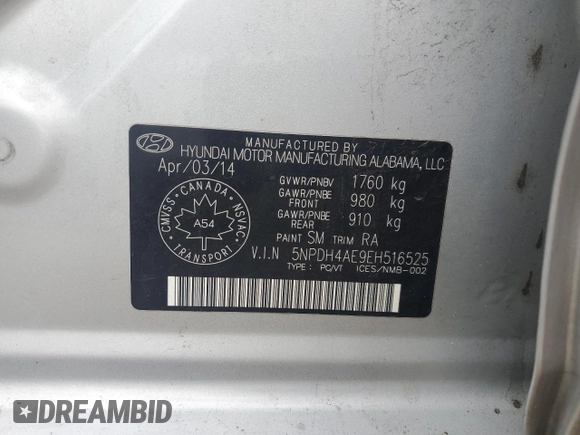 MANUFACTURED BY
HYUNDAI MOTOR MANUFACTURING ALABAMA, LLC
Apr/03/14
GVWR/PNBV 1760 kg
GAWR/PNBE FRONT 980 kg
GAWR/PNBE REAR 910 kg
CMVSS · CANADA · NSVAC
A54
TRANSPORT
PAINT SM TRIM RA
V.I.N 5NPDH4AE9EH516525
TYPE : PC/VT ICES/NMB-002
DREAMBID